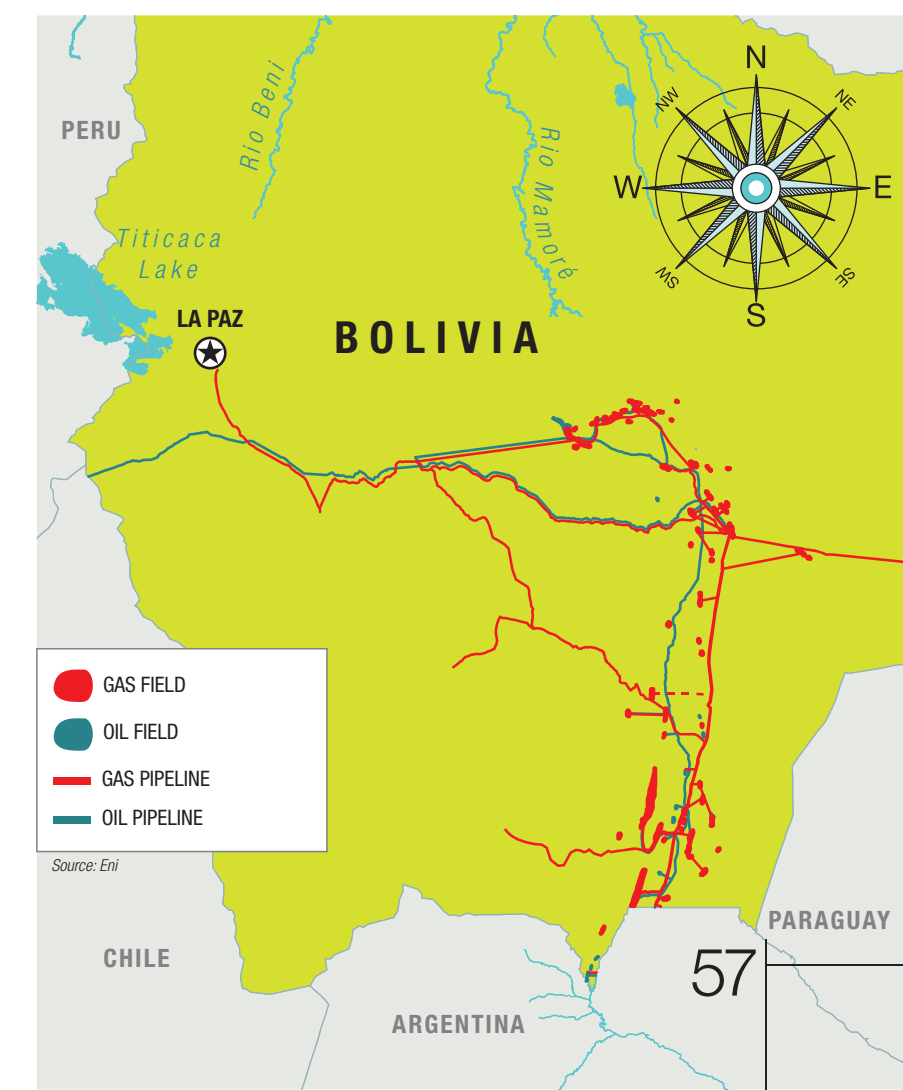 N
NW
NE
W
E
SW
SE
S
PERU
Rio Beni
Rio Mamoré
Titicaca
Lake
LA PAZ
BOLIVIA
GAS FIELD
OIL FIELD
GAS PIPELINE
OIL PIPELINE
Source: Eni
CHILE
ARGENTINA
PARAGUAY
57